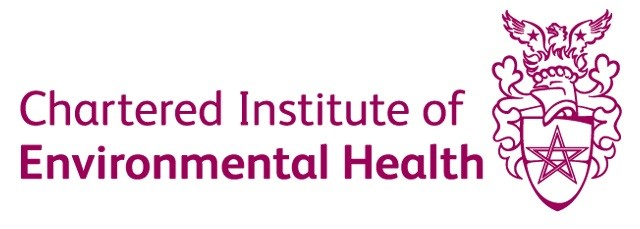 Chartered Institute of
Environmental Health